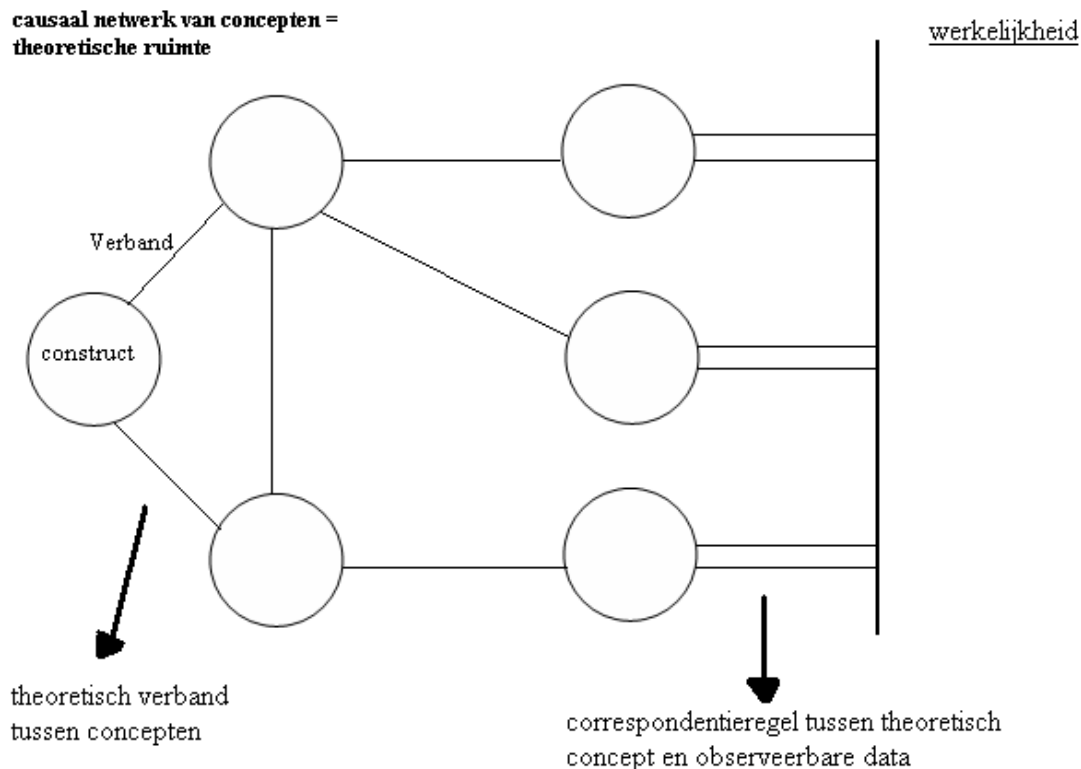 causaal netwerk van concepten =
theoretische ruimte
werkelijkheid
Verband
construct
theoretisch verband
tussen concepten
correspondentieregel tussen theoretisch
concept en observeerbare data